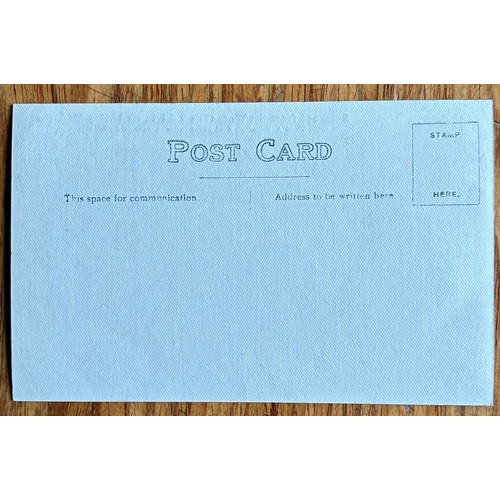 POST CARD
STAMP
HERE.
This space for communication.
Address to be written here.